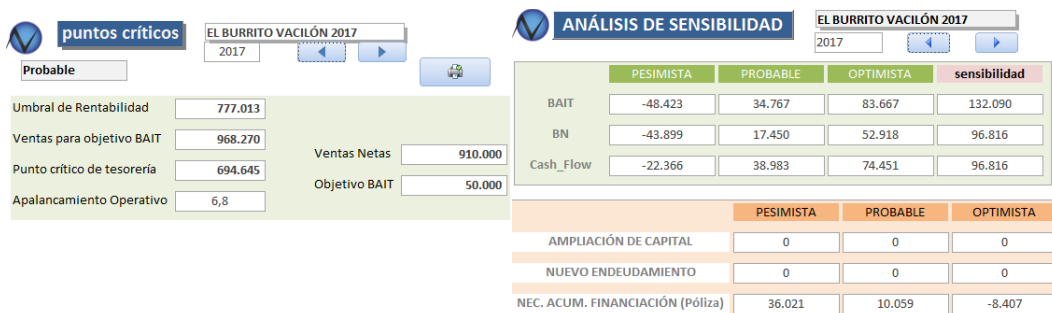 puntos críticos
EL BURRITO VACILÓN 2017
2017
Probable
Umbral de Rentabilidad 777.013
Ventas para objetivo BAIT 968.270
Punto crítico de tesorería 694.645
Apalancamiento Operativo 6,8
Ventas Netas 910.000
Objetivo BAIT 50.000
ANÁLISIS DE SENSIBILIDAD
EL BURRITO VACILÓN 2017
2017
PESIMISTA PROBABLE OPTIMISTA sensibilidad
BAIT -48.423 34.767 83.667 132.090
BN -43.899 17.450 52.918 96.816
Cash_Flow -22.366 38.983 74.451 96.816
PESIMISTA PROBABLE OPTIMISTA
AMPLIACIÓN DE CAPITAL 0 0 0
NUEVO ENDEUDAMIENTO 0 0 0
NEC. ACUM. FINANCIACIÓN (Póliza) 36.021 10.059 -8.407